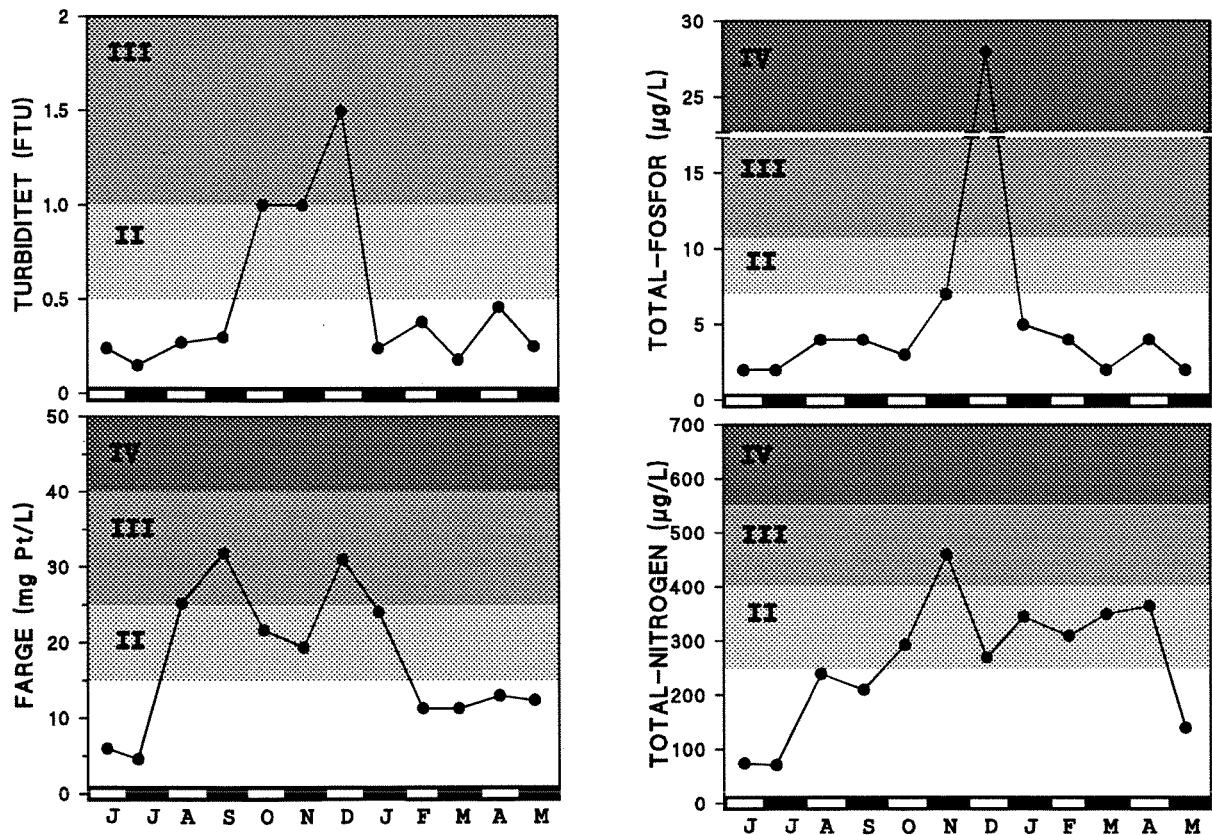 TURBIDITET (FTU)
2
1.5
1.0
0.5
0
III
II
TOTAL-FOSFOR (µg/L)
30
25
15
10
5
0
IV
III
II
FARGE (mg Pt/L)
50
40
30
20
10
0
IV
III
II
J J A S O N D J F M A M
TOTAL-NITROGEN (µg/L)
700
600
500
400
300
200
100
0
IV
III
II
J J A S O N D J F M A M